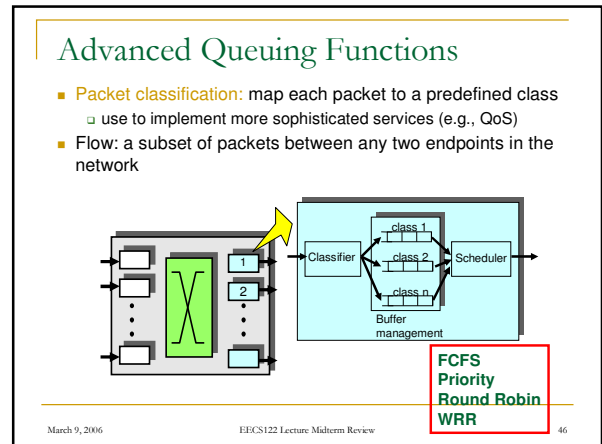 Advanced Queuing Functions
Packet classification: map each packet to a predefined class
use to implement more sophisticated services (e.g., QoS)
Flow: a subset of packets between any two endpoints in the
network
1
2
Classifier
class 1
class 2
class n
Buffer
management
Scheduler
FCFS
Priority
Round Robin
WRR
March 9, 2006
EECS122 Lecture Midterm Review
46